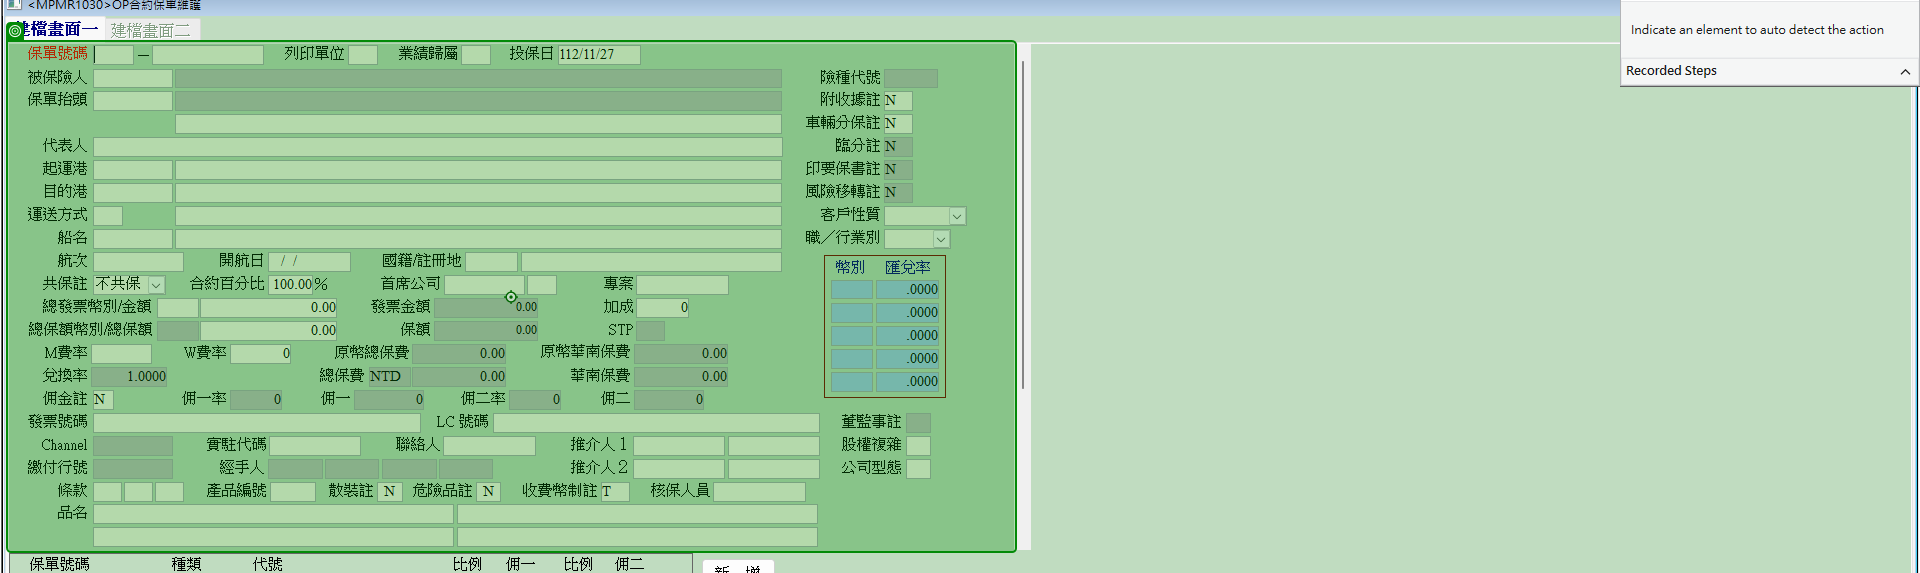 <MPMR1030>OP合約保單維護
建檔畫面一 建檔畫面二
Indicate an element to auto detect the action
Recorded Steps
保單號碼 – 列印單位 業績歸屬 投保日 112/11/27
被保險人 險種代號
保單抬頭 附收據註 N
車輛分保註 N
代表人 臨分註 N
起運港 印要保書註 N
目的港 風險移轉註 N
運送方式 客戶性質
船名 職／行業別
航次 開航日 / / 國籍/註冊地 幣別 匯兌率
共保註 不共保 合約百分比 100.00% 首席公司 專案 .0000
總發票幣別/金額 0.00 發票金額 0.00 加成 0 .0000
總保額幣別/總保額 0.00 保額 0.00 STP .0000
M費率 W費率 0 原幣總保費 0.00 原幣華南保費 0.00 .0000
兌換率 1.0000 總保費 NTD 0.00 華南保費 0.00 .0000
佣金註 N 佣一率 0 佣一 0 佣二率 0 佣二 0
發票號碼 LC 號碼 董監事註
Channel 實駐代碼 聯絡人 推介人1 股權複雜
繳付行號 經手人 推介人2 公司型態
條款 產品編號 散裝註 N 危險品註 N 收費幣制註 T 核保人員
品名
保單號碼 種類 代號 比例 佣一 比例 佣二 新 增